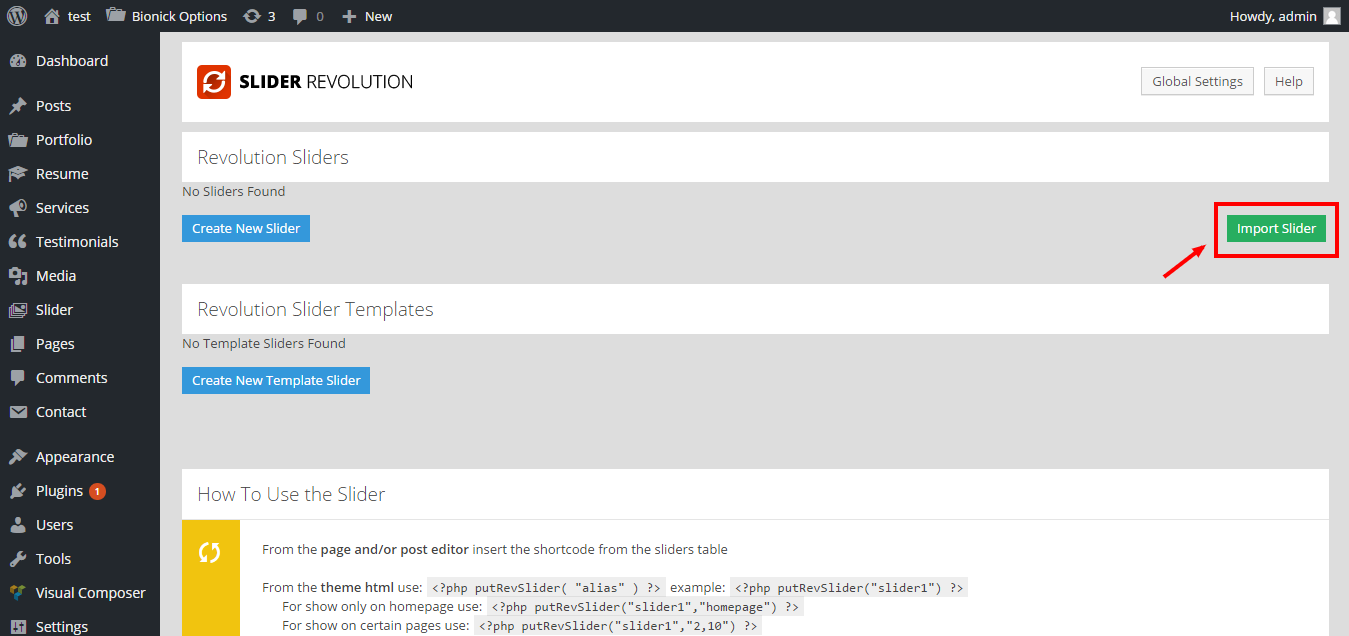 test Bionick Options 3 0 New Howdy, admin
Dashboard
Posts
Portfolio
Resume
Services
Testimonials
Media
Slider
Pages
Comments
Contact
Appearance
Plugins 1
Users
Tools
Visual Composer
Settings
SLIDER REVOLUTION
Global Settings Help
Revolution Sliders
No Sliders Found
Create New Slider Import Slider
Revolution Slider Templates
No Template Sliders Found
Create New Template Slider
How To Use the Slider
From the page and/or post editor insert the shortcode from the sliders table
From the theme html use: <?php putRevSlider( "alias" ) ?> example: <?php putRevSlider("slider1") ?>
For show only on homepage use: <?php putRevSlider("slider1","homepage") ?>
For show on certain pages use: <?php putRevSlider("slider1","2,10") ?>